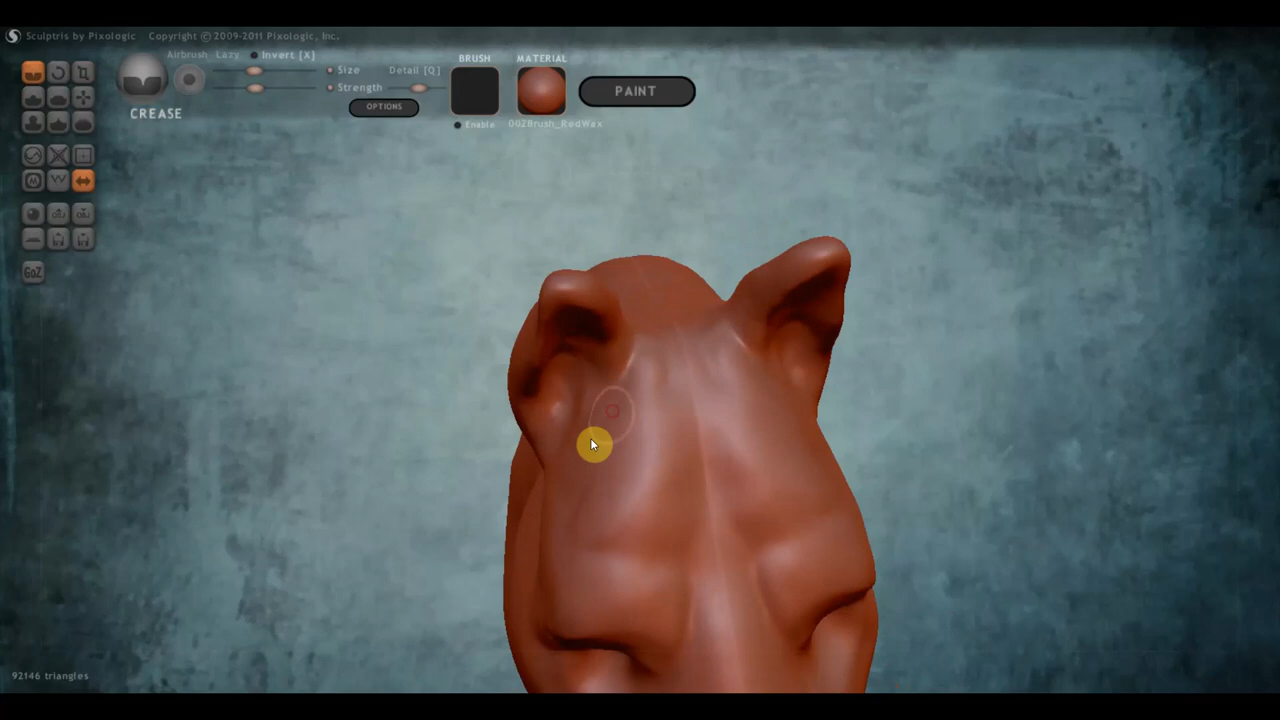 Sculptris by Pixologic Copyright © 2009-2011 Pixologic, Inc.
Airbrush Lazy Invert [X]
Size Detail [Q]
Strength
OPTIONS
CREASE
BRUSH
Enable
MATERIAL
00ZBrush_RedWax
PAINT
GoZ
92146 triangles